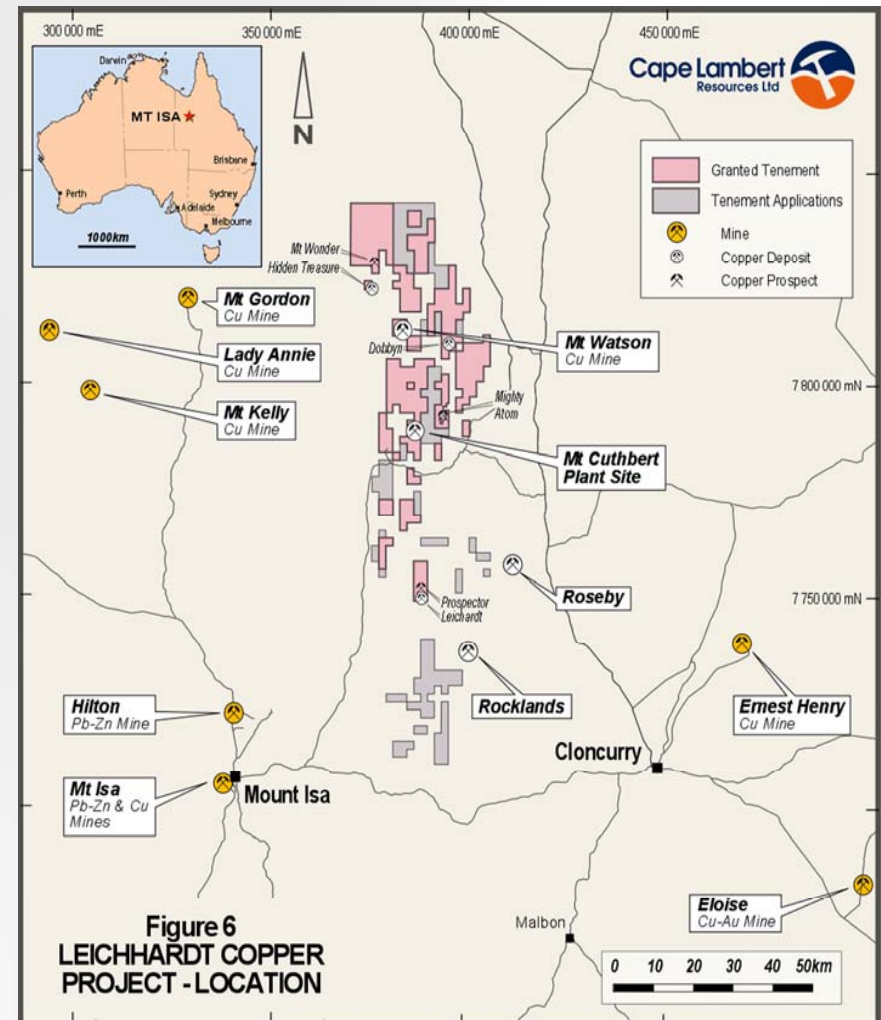 300 000 mE
350 000 mE
400 000 mE
450 000 mE
Darwin
MT ISA
Brisbane
Perth
Sydney
Adelaide
Melbourne
1000km
N
Cape Lambert
Resources Ltd
Granted Tenement
Tenement Applications
Mine
Copper Deposit
Copper Prospect
Mt Wonder
Hidden Treasure
Mt Gordon
Cu Mine
Lady Annie
Cu Mine
Mt Kelly
Cu Mine
Dobbyn
Mt Watson
Cu Mine
7 800 000 mN
Mighty
Atom
Mt Cuthbert
Plant Site
Roseby
7 750 000 mN
Prospector
Leichardt
Rocklands
Ernest Henry
Cu Mine
Hilton
Pb-Zn Mine
Cloncurry
Mt Isa
Pb-Zn & Cu
Mines
Mount Isa
Eloise
Cu-Au Mine
Malbon
Figure 6
LEICHHARDT COPPER
PROJECT - LOCATION
0 10 20 30 40 50km